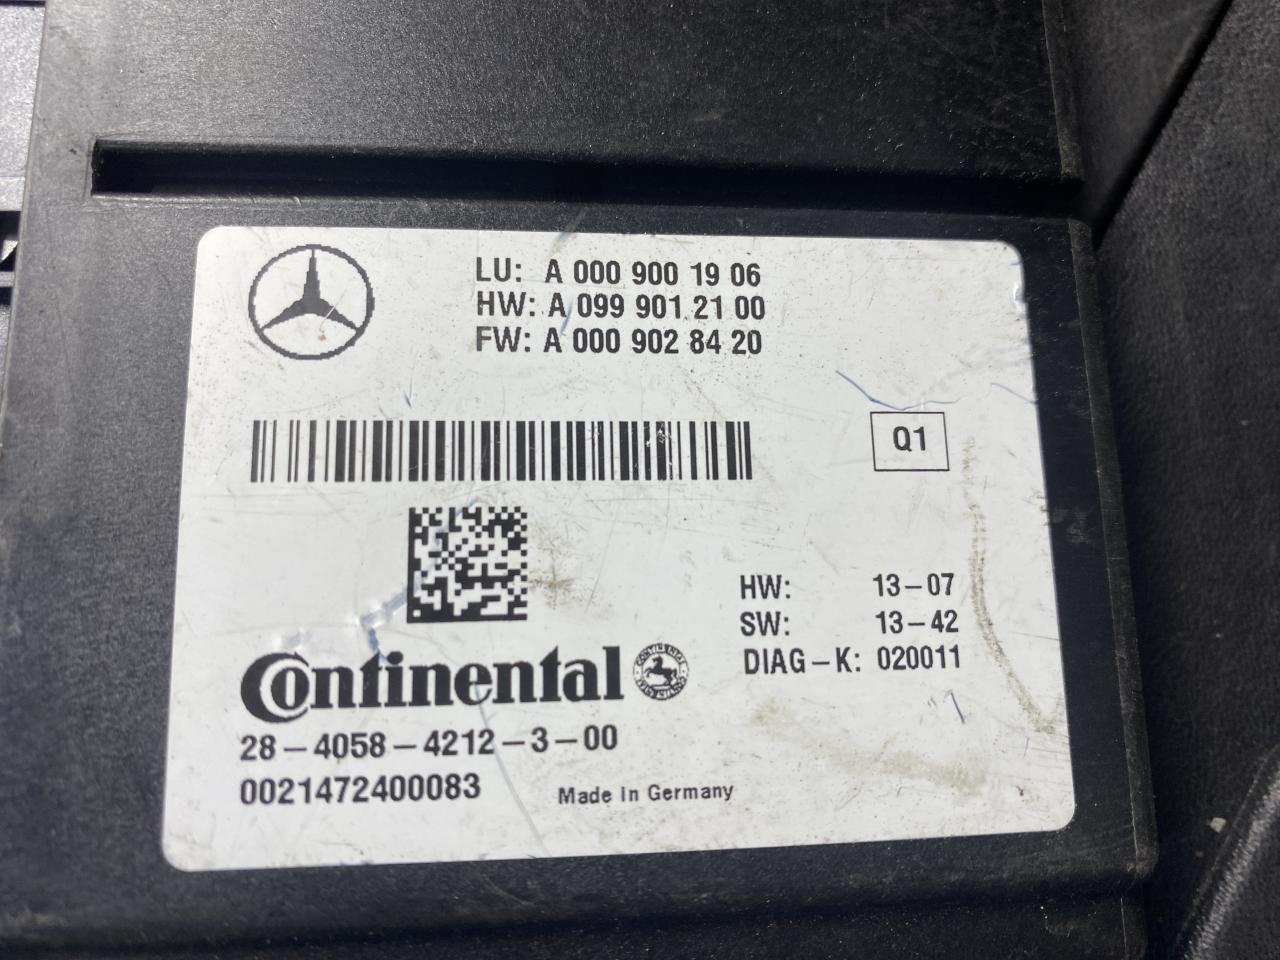 LU: A 000 900 19 06
HW: A 099 901 21 00
FW: A 000 902 84 20
Q1
HW: 13-07
SW: 13-42
DIAG-K: 020011
Continental
28-4058-4212-3-00
0021472400083
Made in Germany